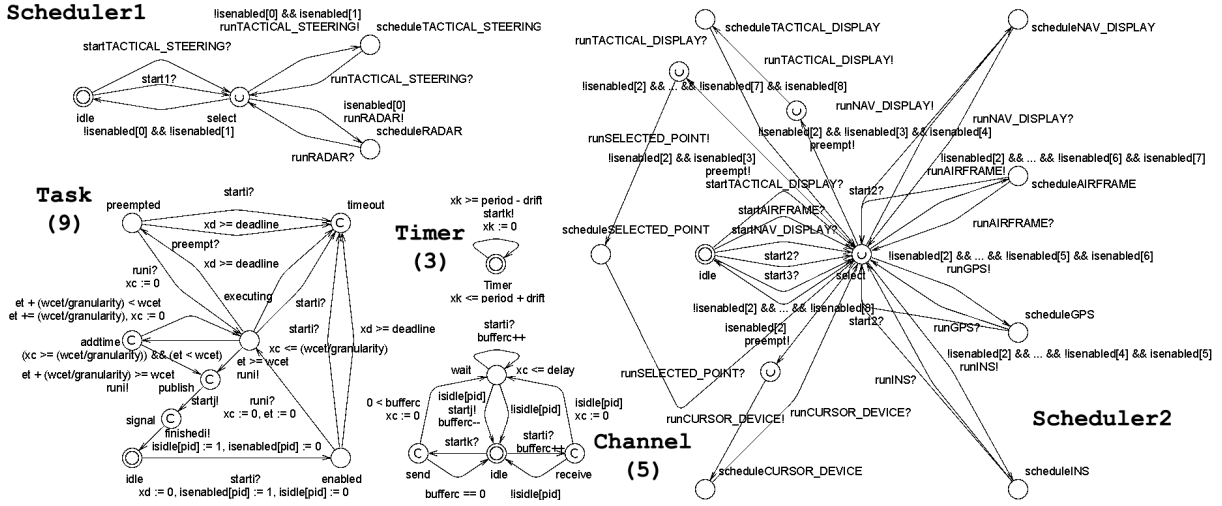 Scheduler1
!isenabled[0] && isenabled[1]
runTACTICAL_STEERING!
scheduleTACTICAL_STEERING
startTACTICAL_STEERING?
start1?
runTACTICAL_STEERING?
idle
select
!isenabled[0] && !isenabled[1]
isenabled[0]
runRADAR!
scheduleRADAR
runRADAR?
Task
(9)
starti?
preempted
timeout
xd >= deadline
preempt?
xd >= deadline
runi?
xc := 0
executing
starti?
et + (wcet/granularity) < wcet
et += (wcet/granularity), xc := 0
addtime
starti?
xd >= deadline
xc <= (wcet/granularity)
(xc >= (wcet/granularity)) && (et < wcet)
et >= wcet
runi!
et + (wcet/granularity) >= wcet
runi!
publish
startj!
runi?
xc := 0, et := 0
signal
finishedi!
isidle[pid] := 1, isenabled[pid] := 0
idle
enabled
starti?
xd := 0, isenabled[pid] := 1, isidle[pid] := 0
Timer
(3)
xk >= period - drift
startk!
xk := 0
Timer
xk <= period + drift
starti?
bufferc++
wait
xc <= delay
0 < bufferc
xc := 0
isidle[pid]
startj!
bufferc--
!isidle[pid]
isidle[pid]
xc := 0
startk?
starti?
bufferc++
send
idle
receive
bufferc == 0
!isidle[pid]
Channel
(5)
scheduleTACTICAL_DISPLAY
scheduleNAV_DISPLAY
runTACTICAL_DISPLAY?
runTACTICAL_DISPLAY!
!isenabled[2] && ... && !isenabled[7] && isenabled[8]
runNAV_DISPLAY!
runNAV_DISPLAY?
runSELECTED_POINT!
!isenabled[2] && !isenabled[3] && isenabled[4]
preempt!
!isenabled[2] && isenabled[3]
preempt!
!isenabled[2] && ... && !isenabled[6] && isenabled[7]
runAIRFRAME!
scheduleAIRFRAME
startTACTICAL_DISPLAY?
start2?
startAIRFRAME?
runAIRFRAME?
scheduleSELECTED_POINT
startNAV_DISPLAY?
start2?
start3?
idle
select
!isenabled[2] && ... && !isenabled[5] && isenabled[6]
runGPS!
!isenabled[2] && ... && !isenabled[8]
start2?
scheduleGPS
runGPS?
isenabled[2]
preempt!
!isenabled[2] && ... && !isenabled[4] && isenabled[5]
runINS!
runSELECTED_POINT?
runINS?
runCURSOR_DEVICE!
runCURSOR_DEVICE?
Scheduler2
scheduleCURSOR_DEVICE
scheduleINS